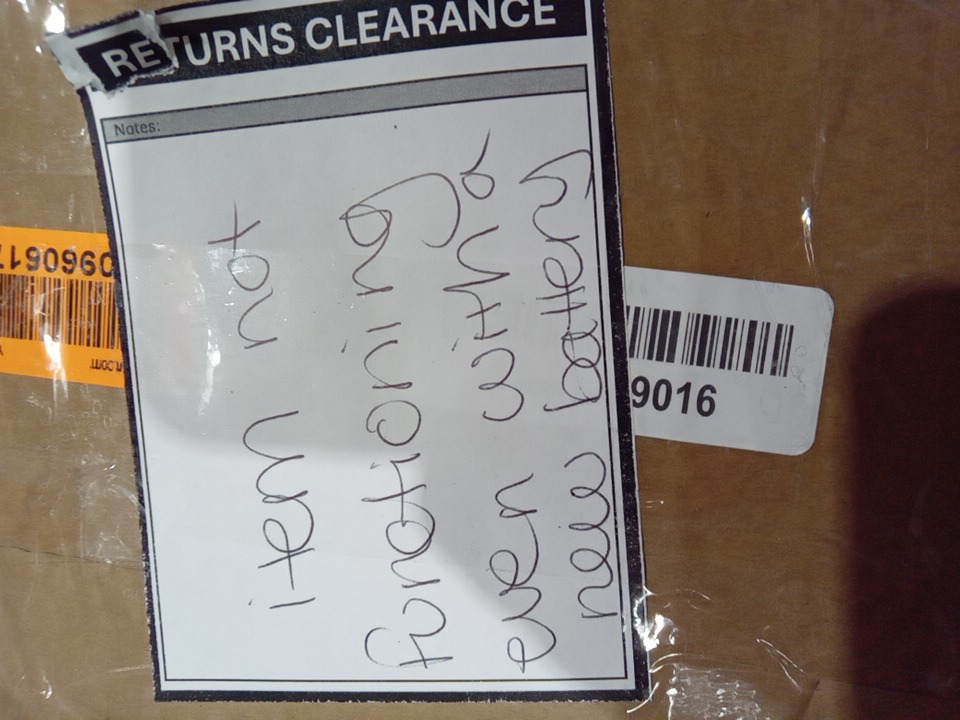 RETURNS CLEARANCE
Notes:
item not
functioning
even with a
new battery
9016